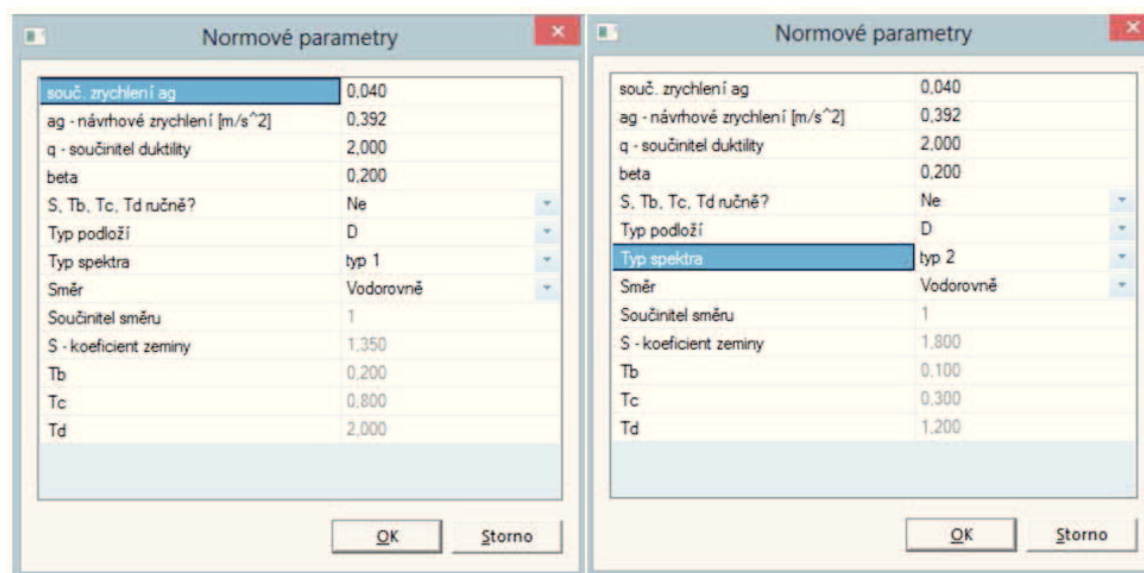 Normové parametry
souč. zrychlení ag 0,040
ag - návrhové zrychlení [m/s^2] 0,392
q - součinitel duktility 2,000
beta 0,200
S, Tb, Tc, Td ručně? Ne
Typ podloží D
Typ spektra typ 1
Směr Vodorovně
Součinitel směru 1
S - koeficient zeminy 1,350
Tb 0,200
Tc 0,800
Td 2,000
OK Storno
Normové parametry
souč. zrychlení ag 0,040
ag - návrhové zrychlení [m/s^2] 0,392
q - součinitel duktility 2,000
beta 0,200
S, Tb, Tc, Td ručně? Ne
Typ podloží D
Typ spektra typ 2
Směr Vodorovně
Součinitel směru 1
S - koeficient zeminy 1,800
Tb 0,100
Tc 0,300
Td 1,200
OK Storno